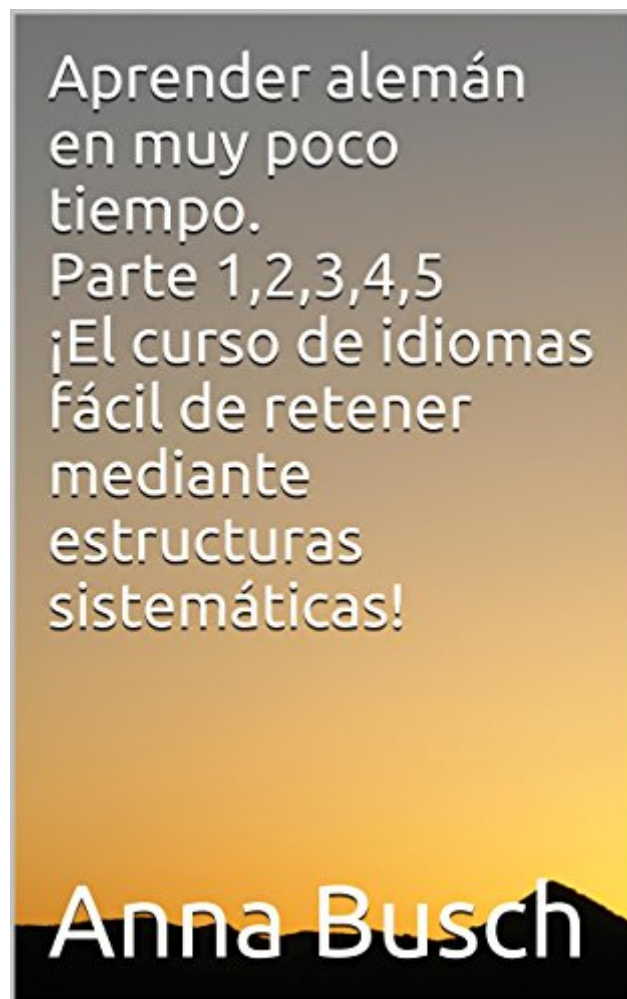 Aprender alemán
en muy poco
tiempo.
Parte 1,2,3,4,5
¡El curso de idiomas
fácil de retener
mediante
estructuras
sistemáticas!
Anna Busch